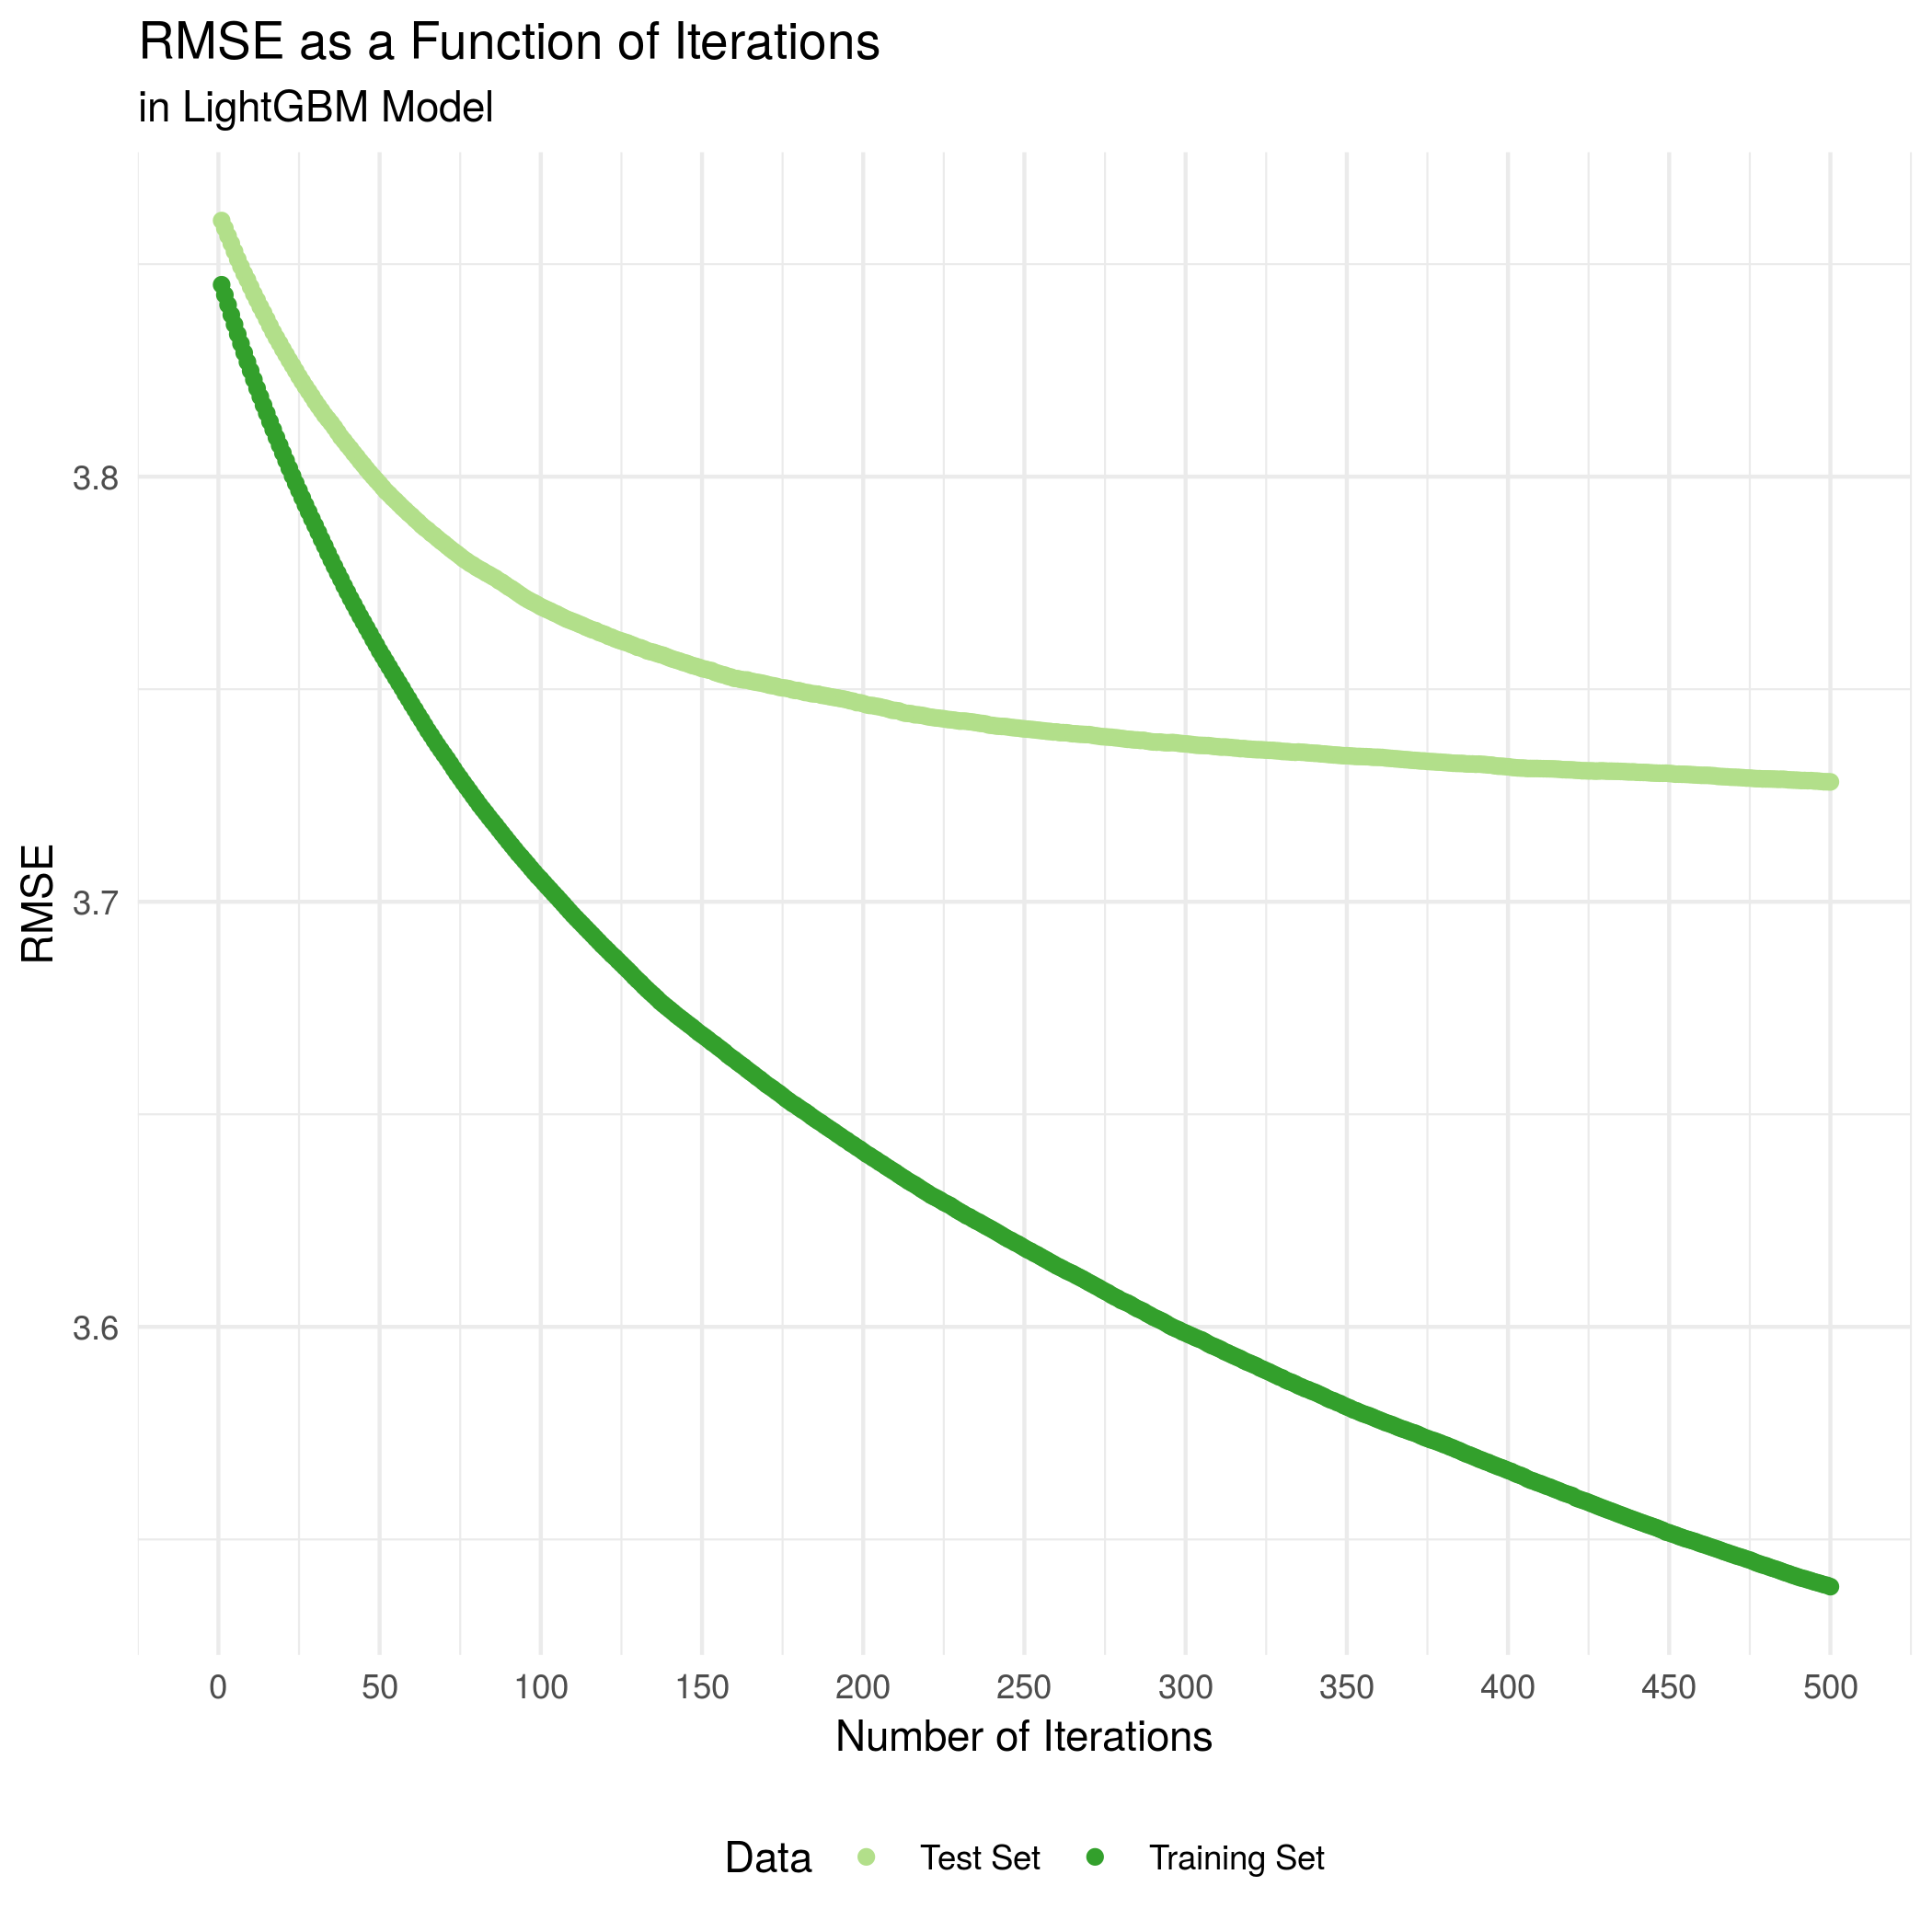 RMSE as a Function of Iterations
in LightGBM Model
RMSE
3.8
3.7
3.6
0 50 100 150 200 250 300 350 400 450 500
Number of Iterations
Data Test Set Training Set